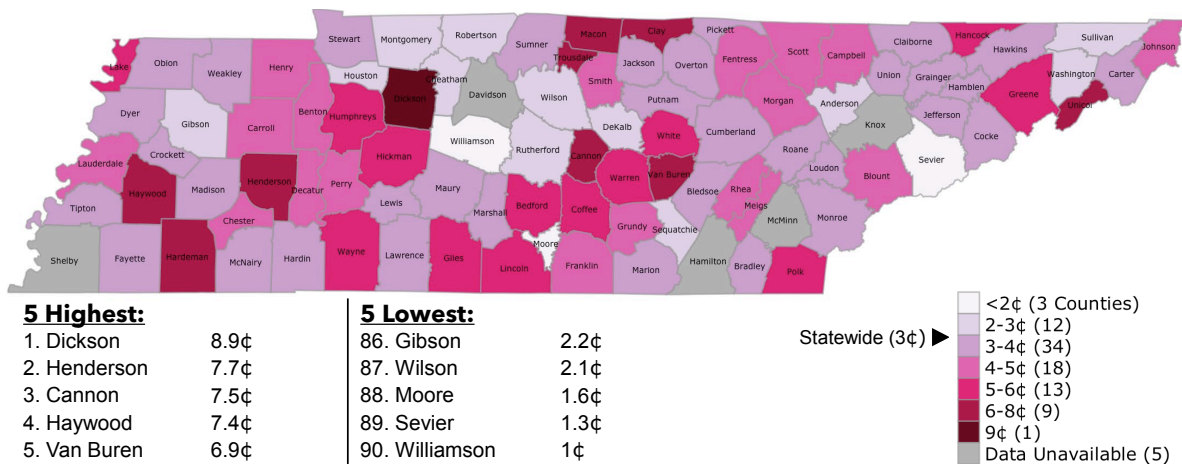 Stewart
Montgomery
Robertson
Sumner
Macon
Clay
Pickett
Scott
Campbell
Claiborne
Hancock
Hawkins
Sullivan
Johnson
Lake
Obion
Weakley
Henry
Houston
Cheatham
Trousdale
Smith
Jackson
Overton
Fentress
Union
Grainger
Hamblen
Washington
Carter
Dyer
Gibson
Carroll
Benton
Humphreys
Dickson
Davidson
Wilson
Putnam
Morgan
Anderson
Knox
Jefferson
Greene
Unicoi
Lauderdale
Crockett
Haywood
Madison
Henderson
Decatur
Perry
Hickman
Williamson
Rutherford
DeKalb
Cannon
White
Cumberland
Roane
Loudon
Blount
Sevier
Cocke
Tipton
Chester
Lewis
Maury
Marshall
Bedford
Coffee
Warren
Van Buren
Bledsoe
Rhea
Meigs
McMinn
Monroe
Shelby
Fayette
Hardeman
McNairy
Hardin
Wayne
Lawrence
Giles
Lincoln
Moore
Franklin
Grundy
Sequatchie
Marion
Hamilton
Bradley
Polk
5 Highest:
1. Dickson 8.9¢
2. Henderson 7.7¢
3. Cannon 7.5¢
4. Haywood 7.4¢
5. Van Buren 6.9¢
5 Lowest:
86. Gibson 2.2¢
87. Wilson 2.1¢
88. Moore 1.6¢
89. Sevier 1.3¢
90. Williamson 1¢
Statewide (3¢)
<2¢ (3 Counties)
2-3¢ (12)
3-4¢ (34)
4-5¢ (18)
5-6¢ (13)
6-8¢ (9)
9¢ (1)
Data Unavailable (5)